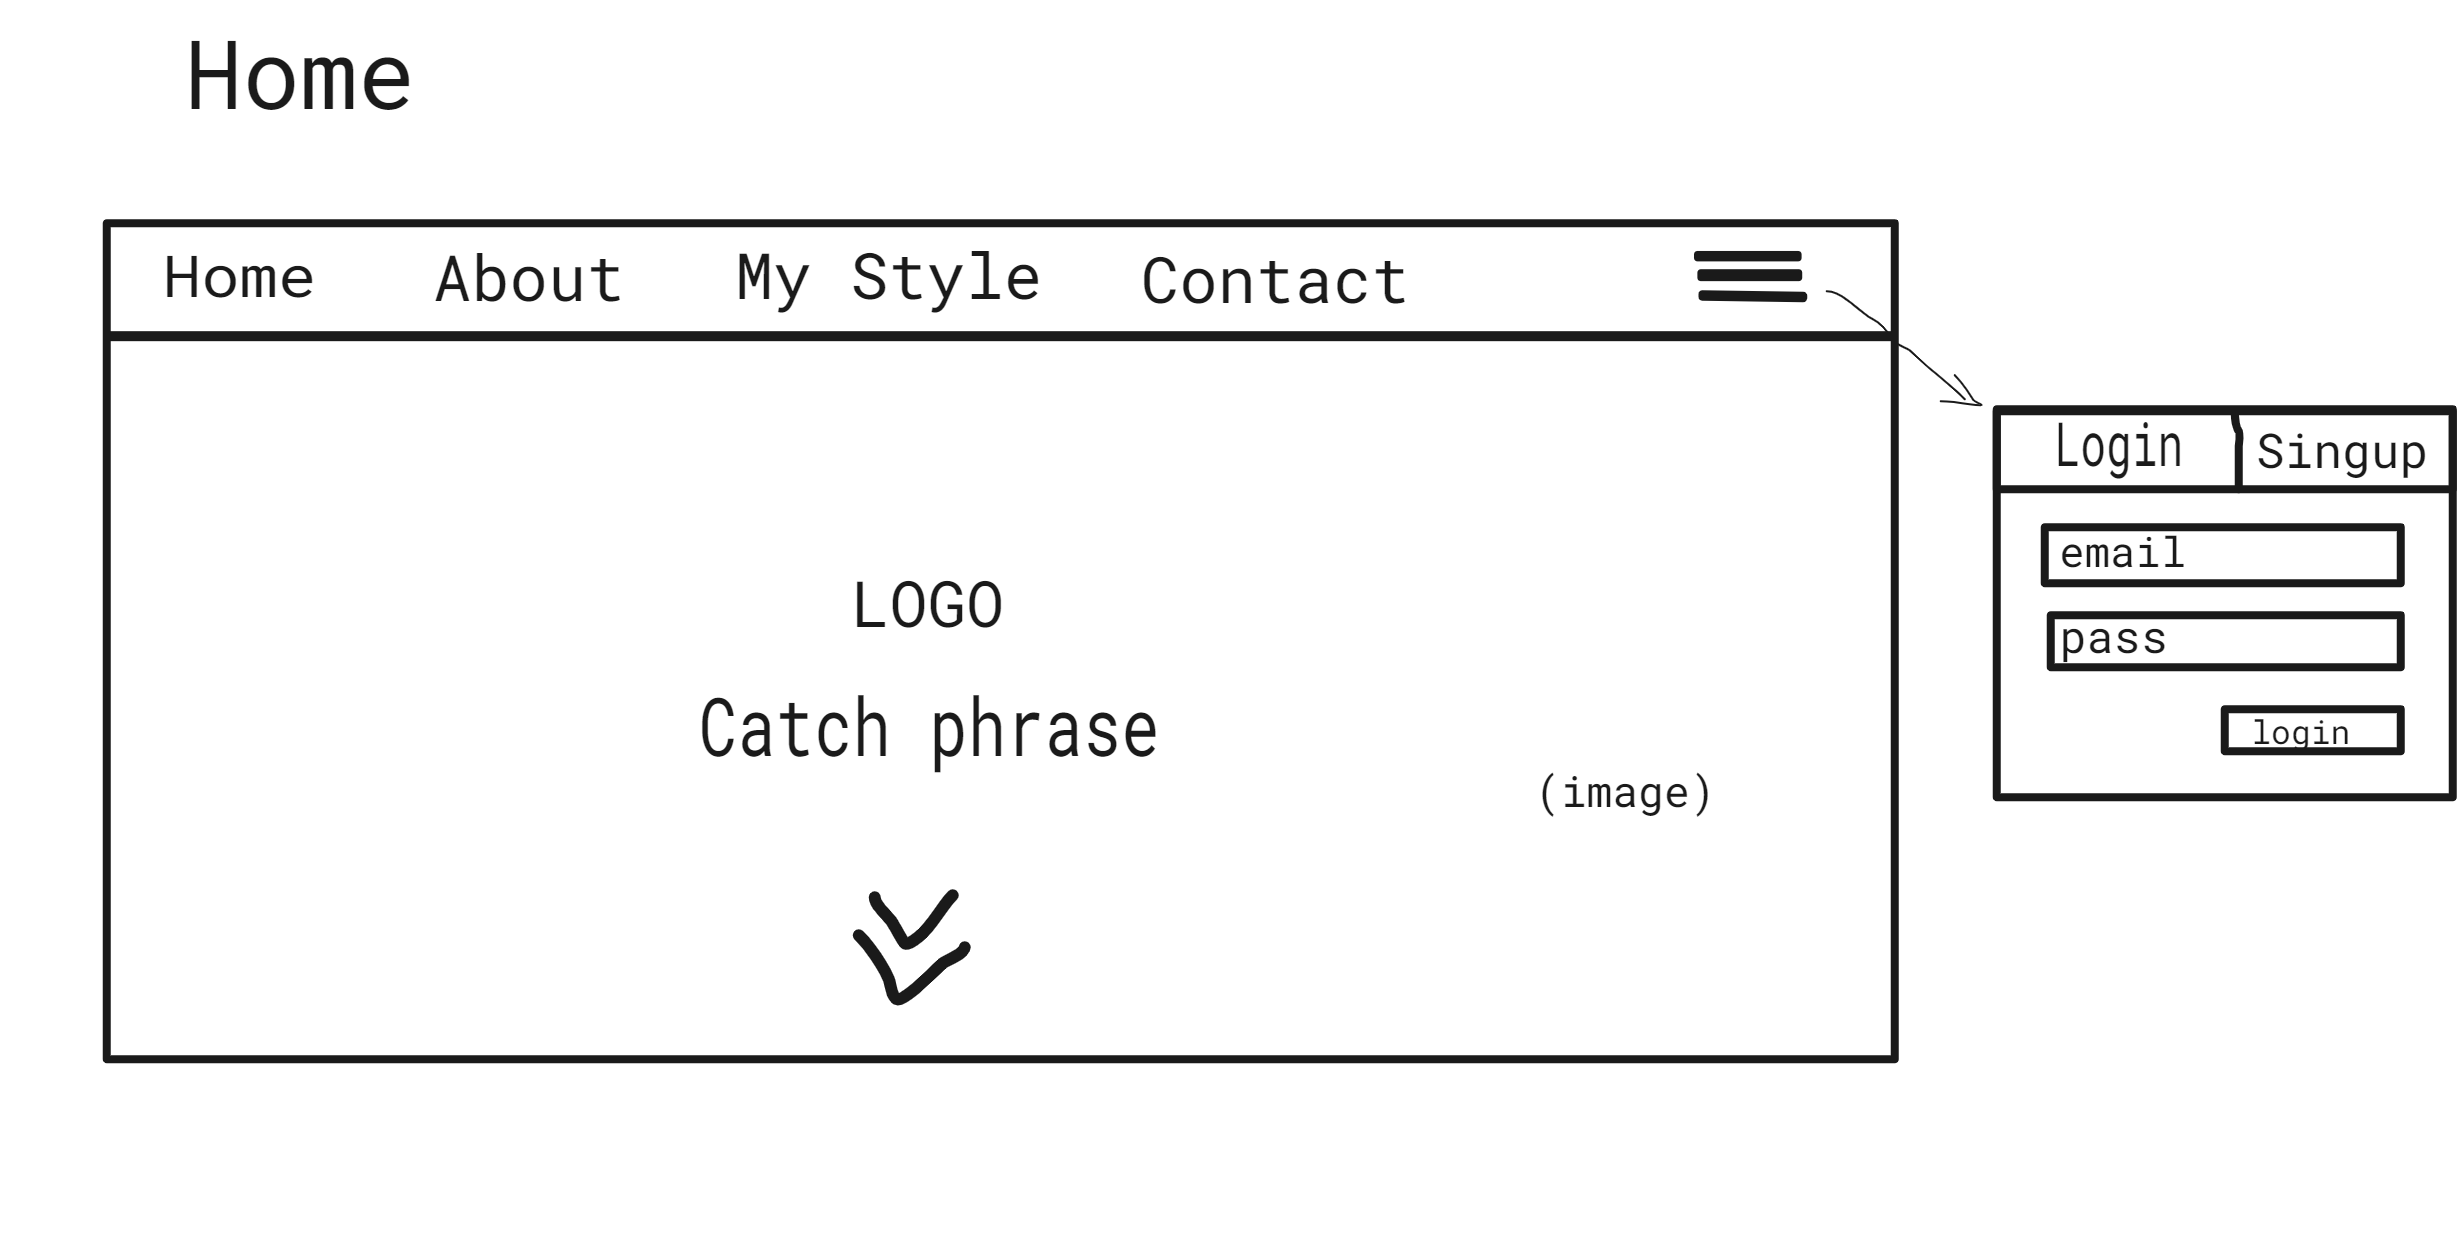 Home
Home About My Style Contact
Login Singup
email
pass
login
LOGO
Catch phrase
(image)